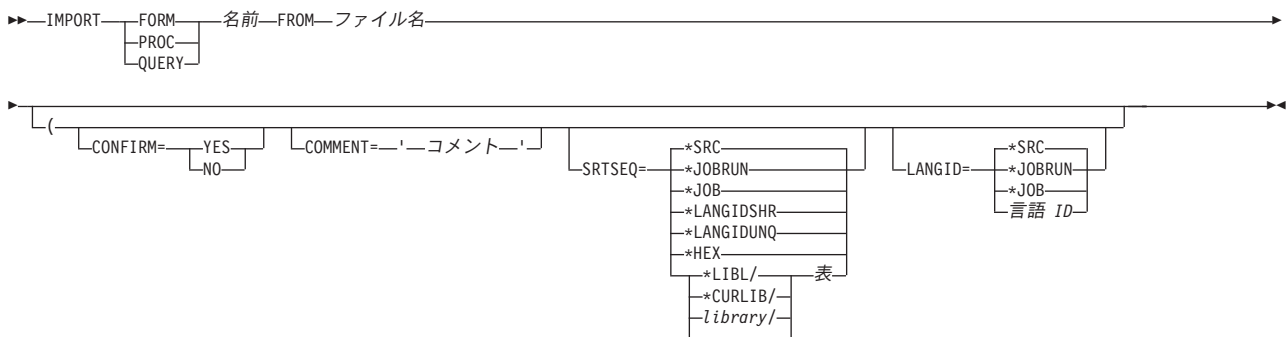 IMPORT FORM 名前 FROM ファイル名
PROC
QUERY
( CONFIRM= YES COMMENT= ' コメント ' SRTSEQ= *SRC LANGID= *SRC
NO *JOBRUN *JOBRUN
*JOB *JOB
*LANGIDSHR 言語 ID
*LANGIDUNQ
*HEX
*LIBL/ 表
*CURLIB/
library/